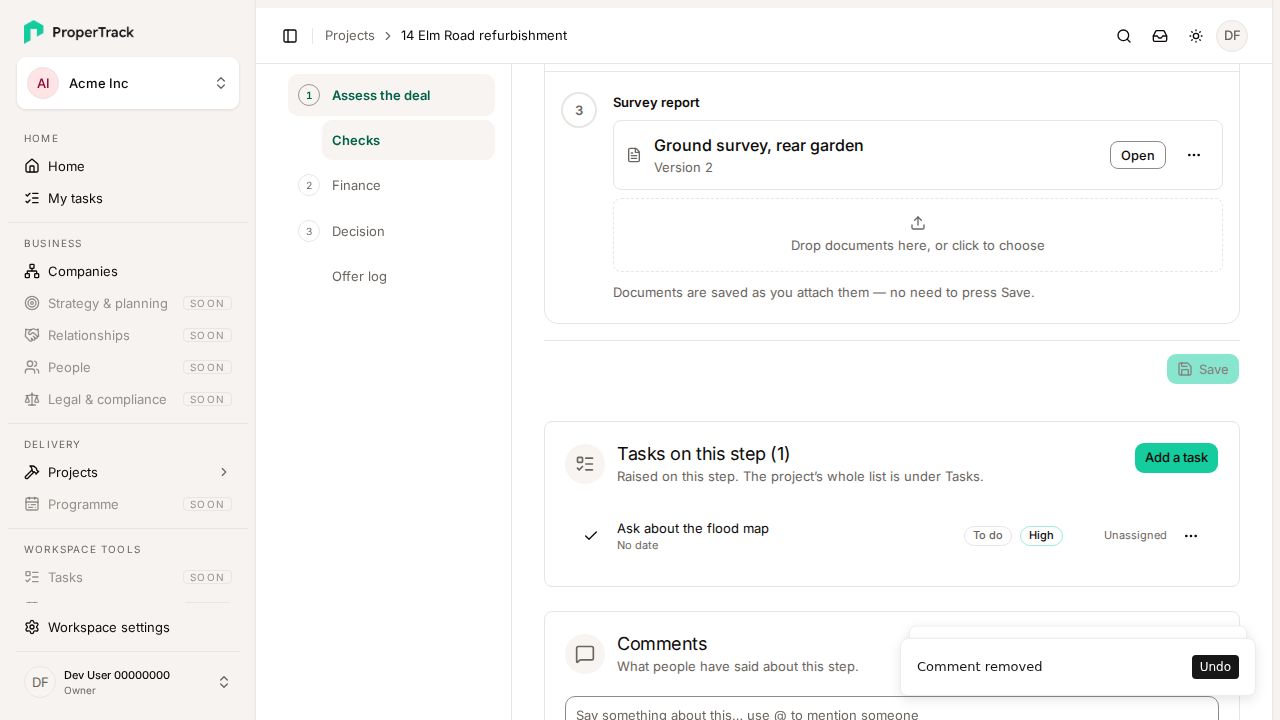 ProperTrack
AI
Acme Inc
HOME
Home
My tasks
BUSINESS
Companies
Strategy & planning
SOON
Relationships
SOON
People
SOON
Legal & compliance
SOON
DELIVERY
Projects
Programme
SOON
WORKSPACE TOOLS
Tasks
SOON
Workspace settings
DF
Dev User 00000000
Owner
Projects
14 Elm Road refurbishment
DF
1
Assess the deal
Checks
2
Finance
3
Decision
Offer log
3
Survey report
Ground survey, rear garden
Version 2
Open
Drop documents here, or click to choose
Documents are saved as you attach them — no need to press Save.
Save
Tasks on this step (1)
Raised on this step. The project’s whole list is under Tasks.
Add a task
Ask about the flood map
No date
To do
High
Unassigned
Comments
What people have said about this step.
Say something about this... use @ to mention someone
Comment removed
Undo